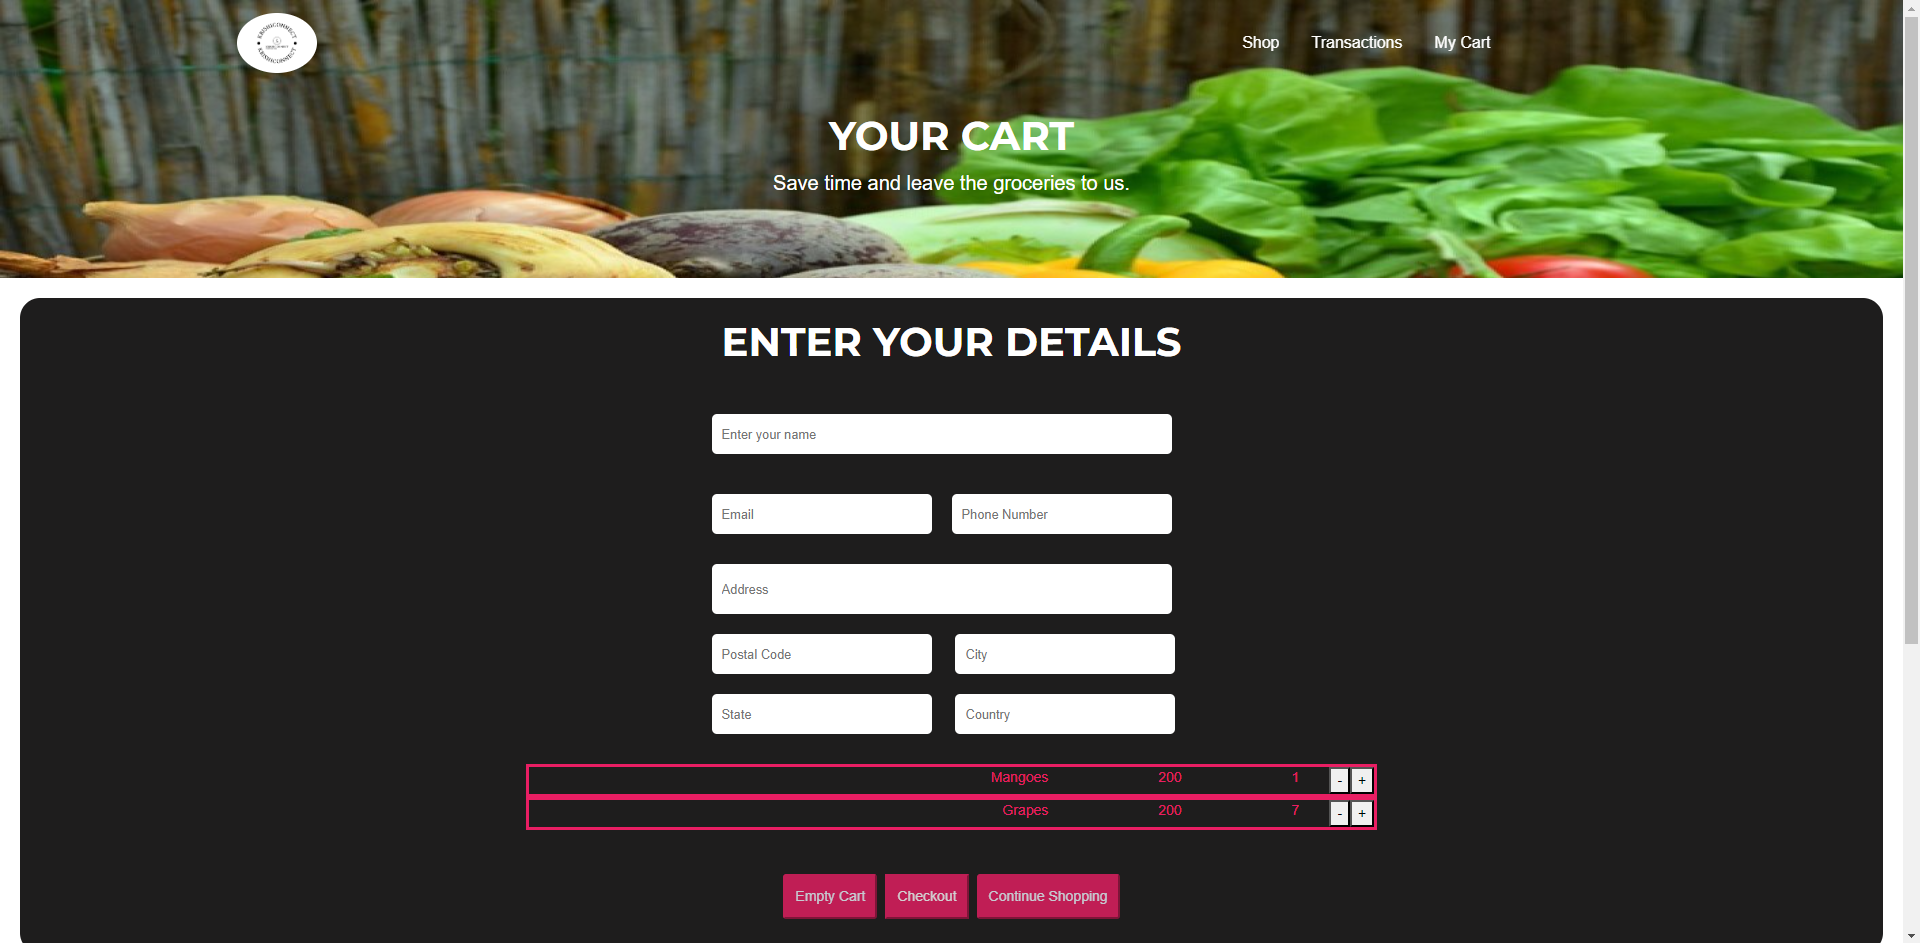 KRISHICONNECT
KRISHICONNECT
Shop Transactions My Cart
YOUR CART
Save time and leave the groceries to us.
ENTER YOUR DETAILS
Enter your name
Email Phone Number
Address
Postal Code City
State Country
Mangoes 200 1 - +
Grapes 200 7 - +
Empty Cart Checkout Continue Shopping